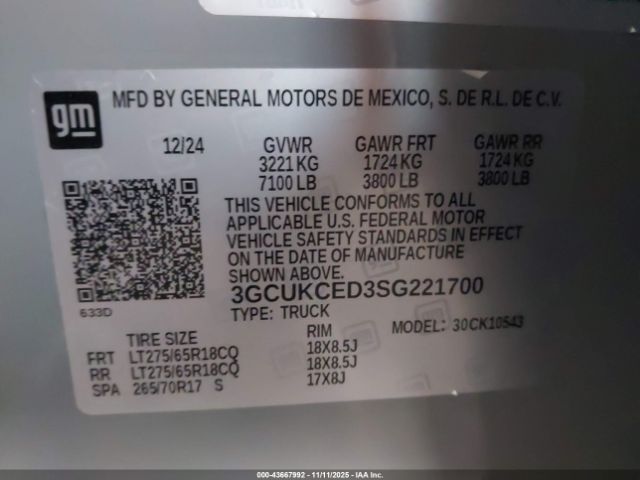 gm
MFD BY GENERAL MOTORS DE MEXICO, S. DE R.L. DE C.V.
12/24 GVWR GAWR FRT GAWR RR
3221 KG 1724 KG 1724 KG
7100 LB 3800 LB 3800 LB
THIS VEHICLE CONFORMS TO ALL
APPLICABLE U.S. FEDERAL MOTOR
VEHICLE SAFETY STANDARDS IN EFFECT
ON THE DATE OF MANUFACTURE
SHOWN ABOVE.
633D 3GCUKCED3SG221700
TYPE: TRUCK MODEL: 30CK10543
TIRE SIZE RIM
FRT LT275/65R18CQ 18X8.5J
RR LT275/65R18CQ 18X8.5J
SPA 265/70R17 S 17X8J
000-43667992 - 11/11/2025 - IAA Inc.